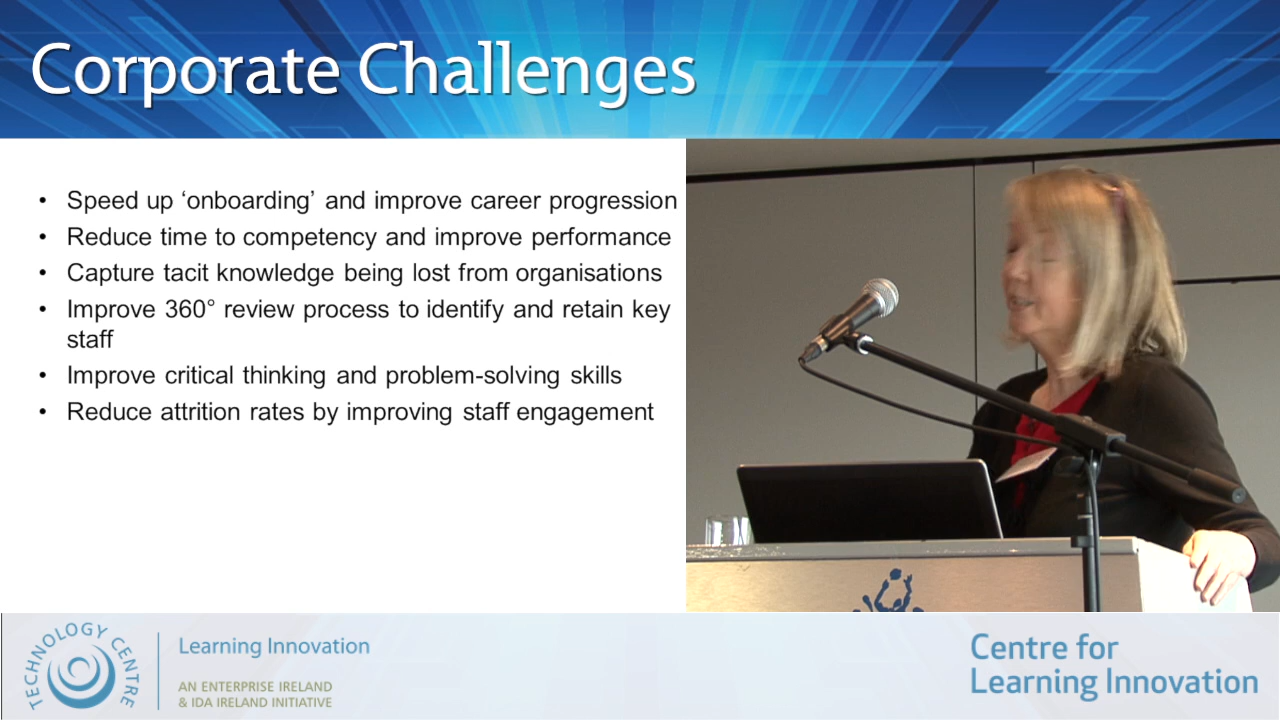 Corporate Challenges
• Speed up ‘onboarding’ and improve career progression
• Reduce time to competency and improve performance
• Capture tacit knowledge being lost from organisations
• Improve 360° review process to identify and retain key
staff
• Improve critical thinking and problem-solving skills
• Reduce attrition rates by improving staff engagement
TECHNOLOGY CENTRE
Learning Innovation
AN ENTERPRISE IRELAND
& IDA IRELAND INITIATIVE
Centre for
Learning Innovation